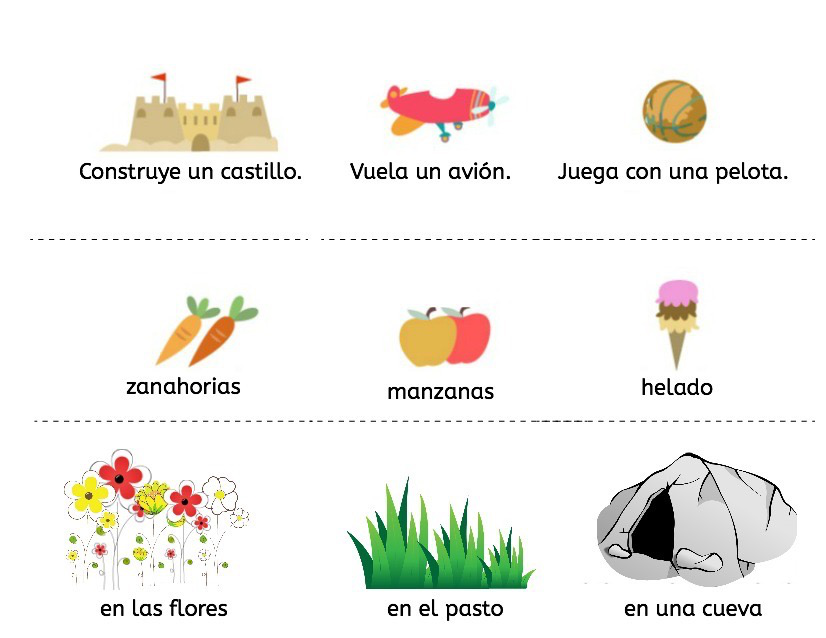 Construye un castillo.
Vuela un avión.
Juega con una pelota.
zanahorias
manzanas
helado
en las flores
en el pasto
en una cueva